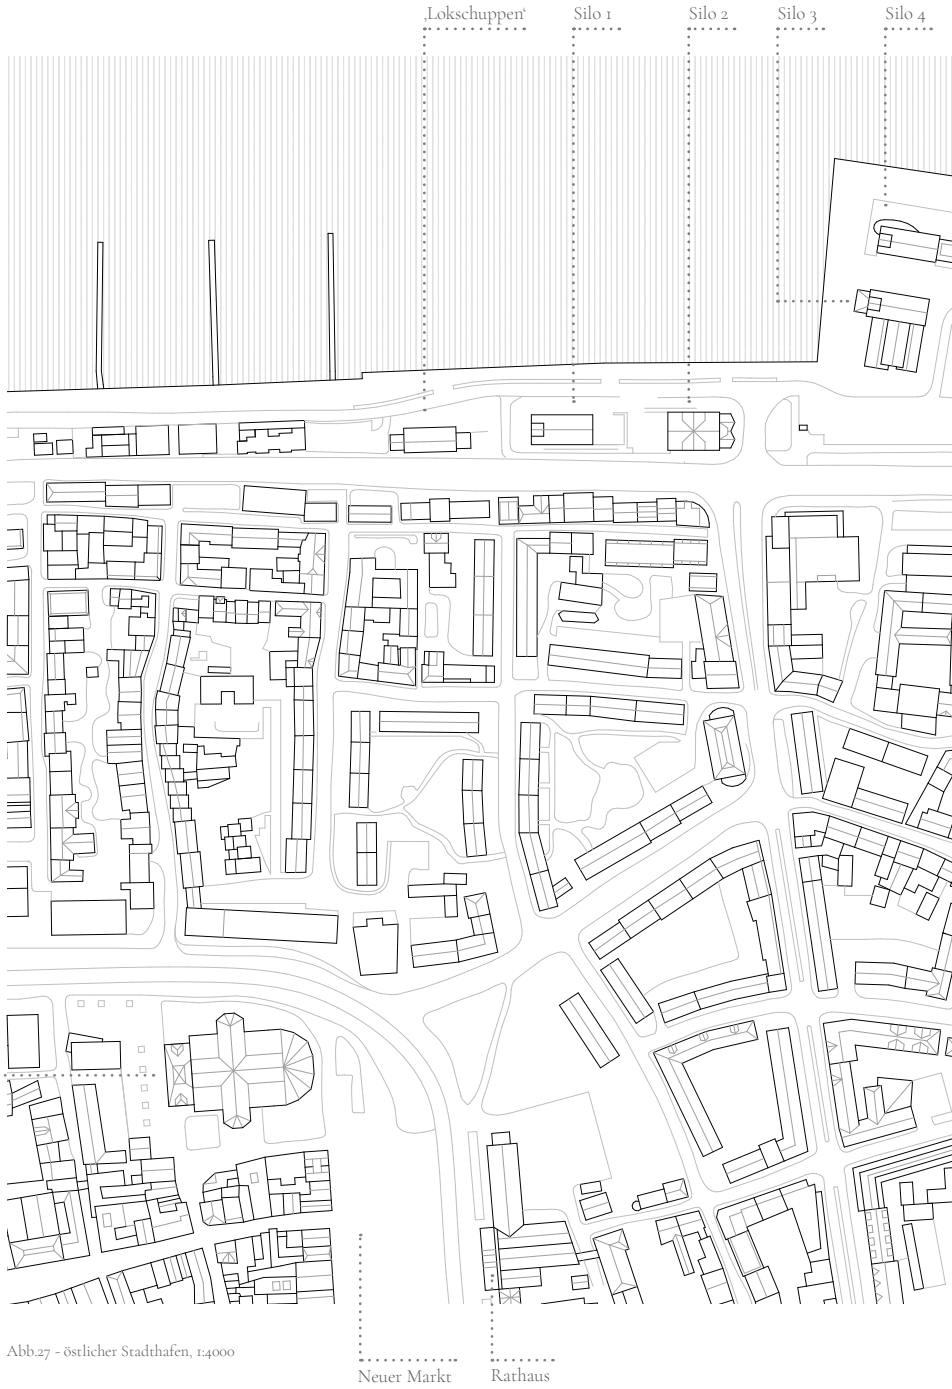 ‚Lokschuppen‘
Silo 1
Silo 2
Silo 3
Silo 4
Abb.27 - östlicher Stadthafen, 1:4000
Neuer Markt
Rathaus